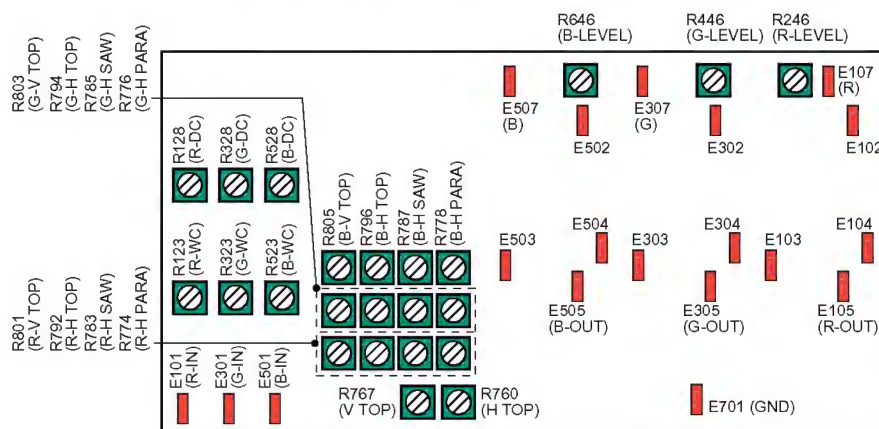 R646
(B-LEVEL)
R446
(G-LEVEL)
R246
(R-LEVEL)
R803
(G-V TOP)
R794
(G-H TOP)
R785
(G-H SAW)
R776
(G-H PARA)
E507
(B)
E502
E307
(G)
E302
E107
(R)
E102
R128
(R-DC)
R328
(G-DC)
R528
(B-DC)
R805
(B-V TOP)
R796
(B-H TOP)
R787
(B-H SAW)
R778
(B-H PARA)
R123
(R-WC)
R323
(G-WC)
R523
(B-WC)
E503
E504
E303
E304
E103
E104
E505
(B-OUT)
E305
(G-OUT)
E105
(R-OUT)
R801
(R-V TOP)
R792
(R-H TOP)
R783
(R-H SAW)
R774
(R-H PARA)
E101
(R-IN)
E301
(G-IN)
E501
(B-IN)
R767
(V TOP)
R760
(H TOP)
E701 (GND)